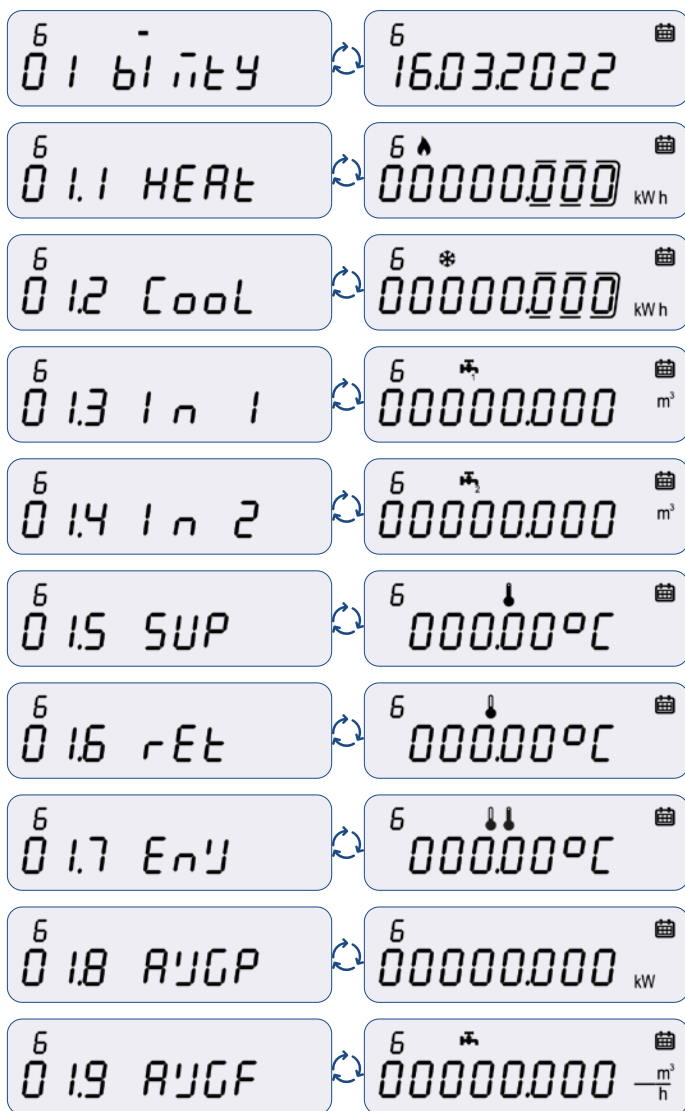 6 -
01 bI mtY
6
16.03.2022
6
01.1 HEAt
6
00000.000 kWh
6
01.2 CooL
6
00000.000 kWh
6
01.3 In 1
6 1
00000.000 m³
6
01.4 In 2
6 2
00000.000 m³
6
01.5 SUP
6
000.00°C
6
01.6 rEt
6
000.00°C
6
01.7 EnV
6
000.00°C
6
01.8 AVGP
6
00000.000 kW
6
01.9 AVGF
6
00000.000 m³/h